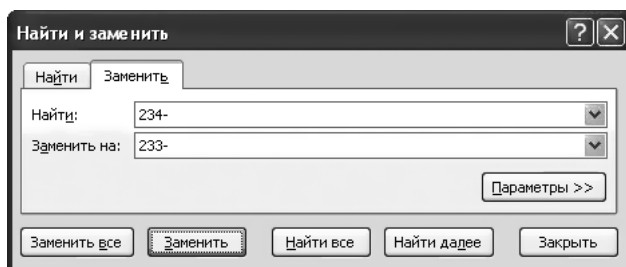 Найти и заменить
Найти Заменить
Найти: 234-
Заменить на: 233-
Параметры >>
Заменить все Заменить Найти все Найти далее Закрыть